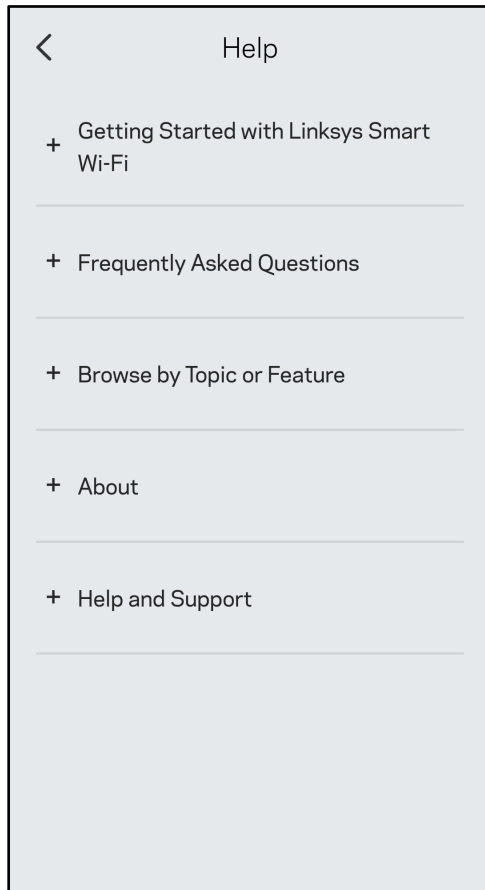 Help
Getting Started with Linksys Smart
Wi-Fi
Frequently Asked Questions
Browse by Topic or Feature
About
Help and Support